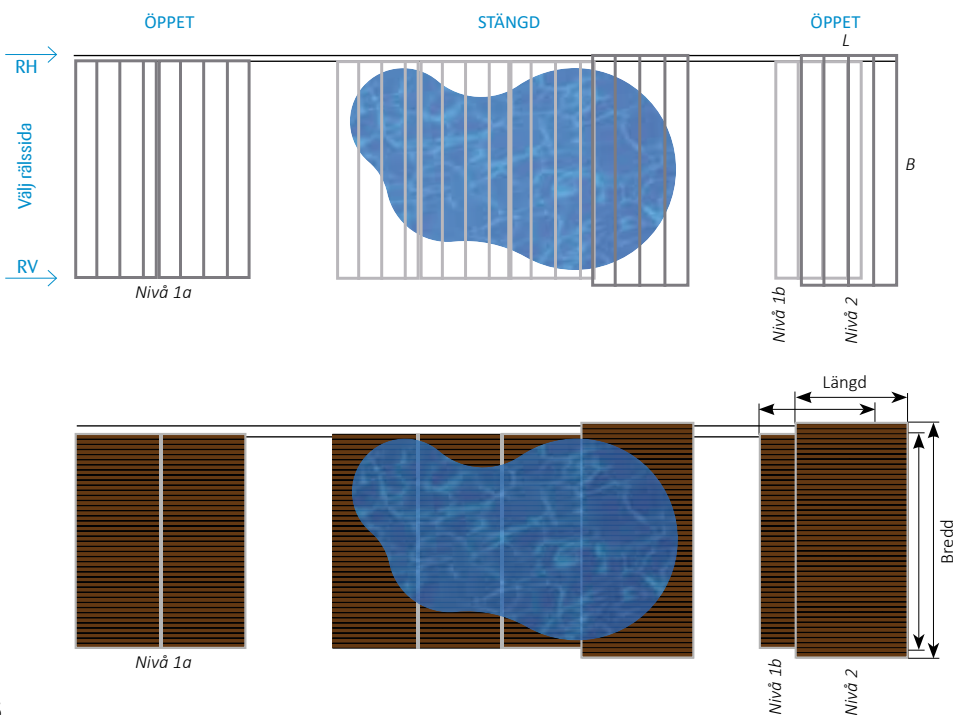 ÖPPET
STÄNGD
ÖPPET
L
RH
Välj rälssida
B
RV
Nivå 1a
Nivå 1b
Nivå 2
Längd
Bredd
Nivå 1a
Nivå 1b
Nivå 2